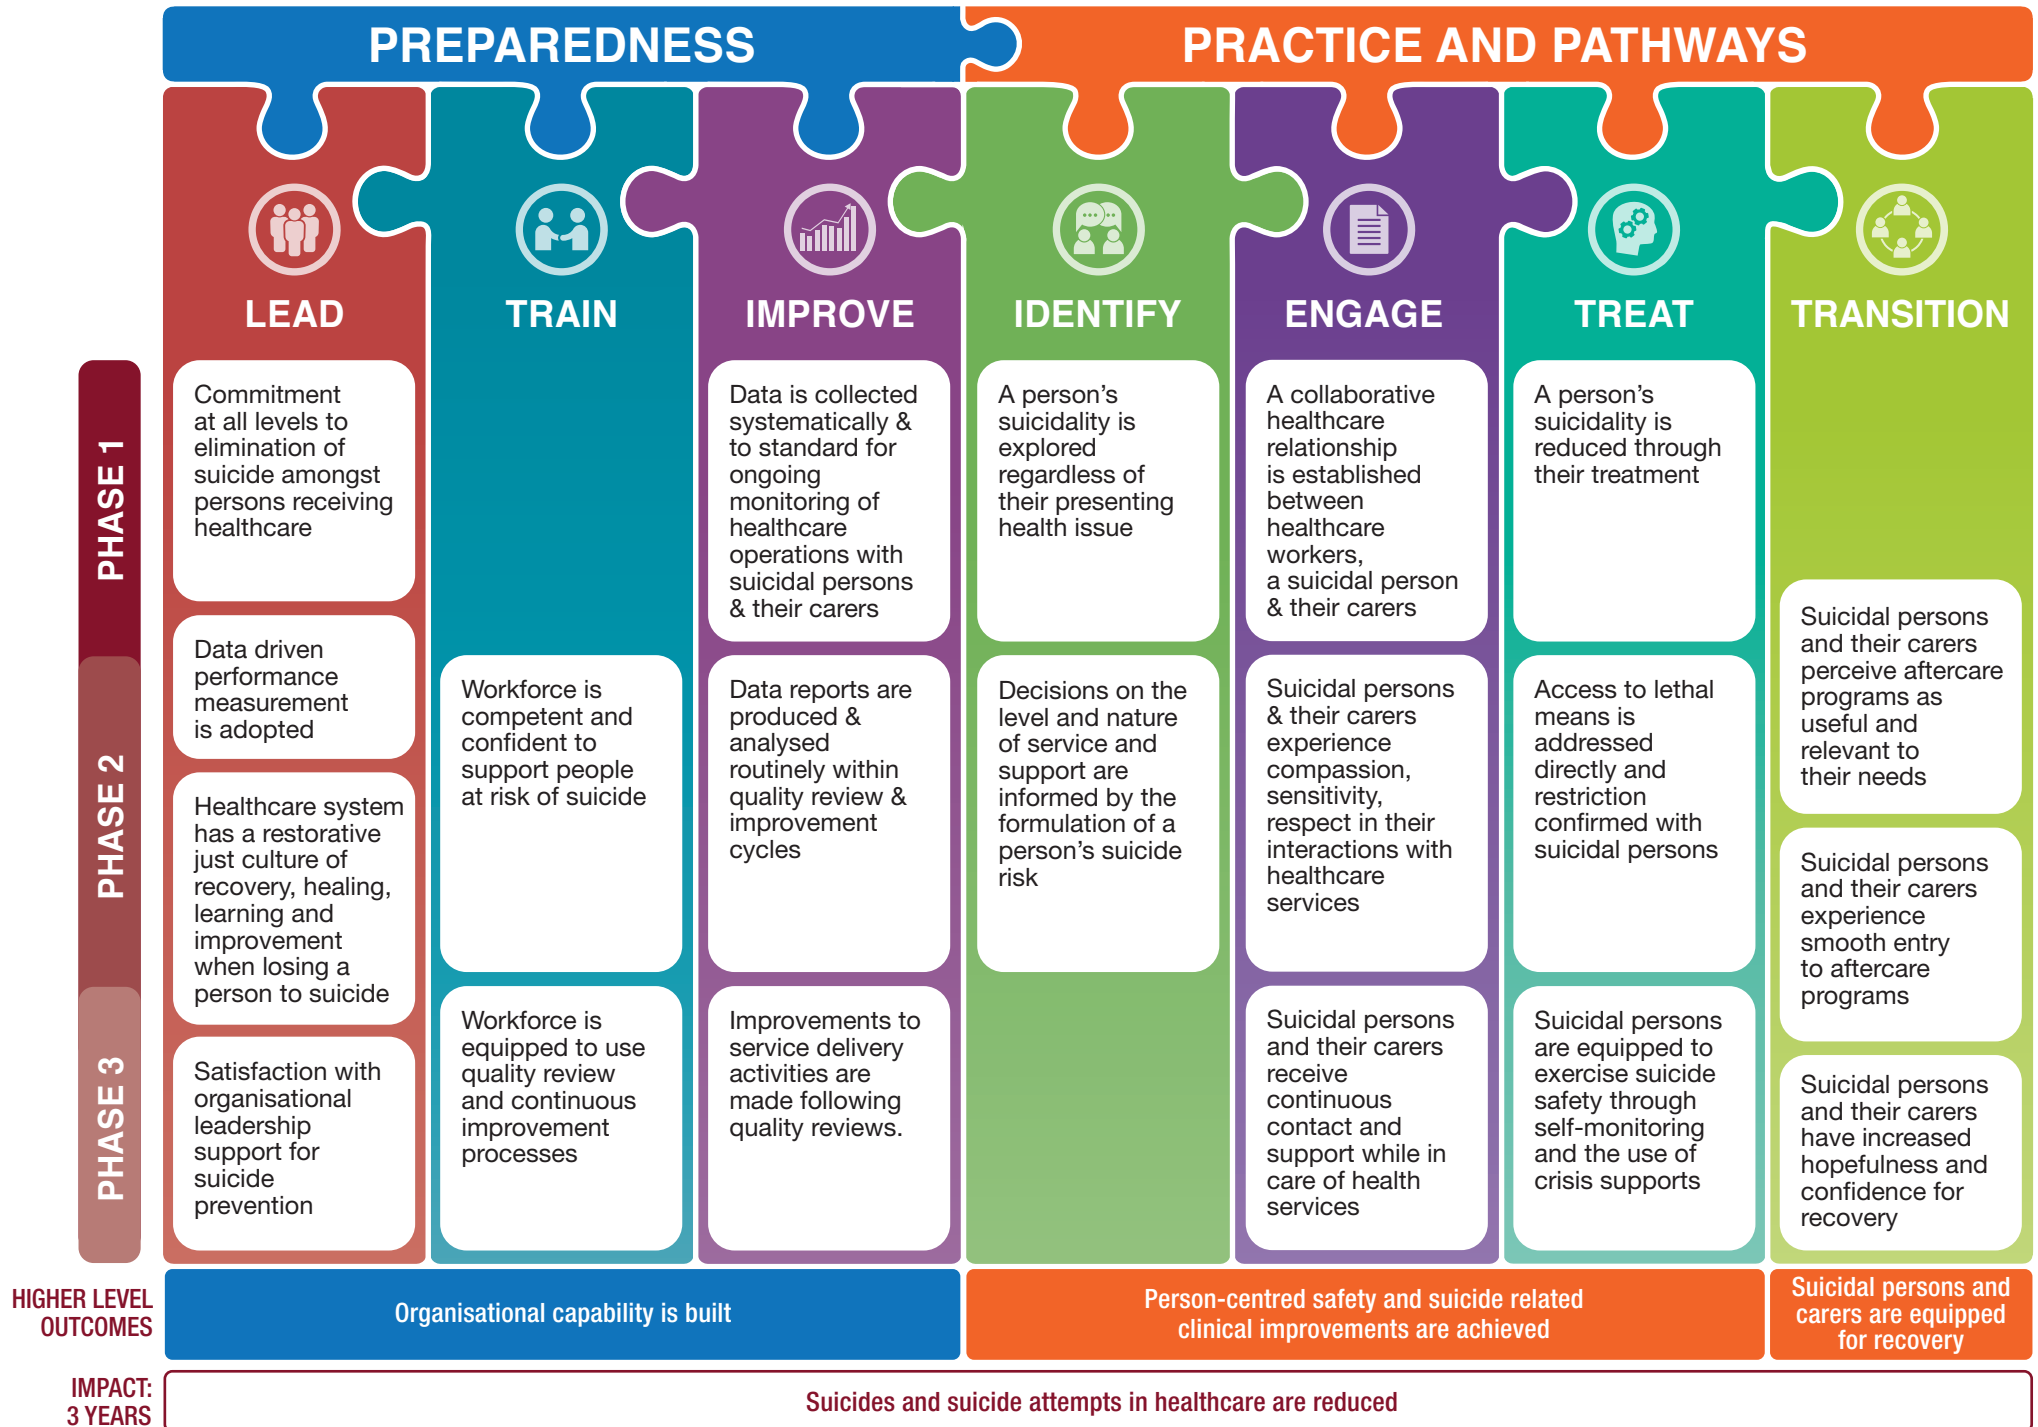 PREPAREDNESS
PRACTICE AND PATHWAYS
LEAD
TRAIN
IMPROVE
IDENTIFY
ENGAGE
TREAT
TRANSITION
PHASE 1
PHASE 2
PHASE 3
Commitment
at all levels to
elimination of
suicide amongst
persons receiving
healthcare
Data driven
performance
measurement
is adopted
Healthcare system
has a restorative
just culture of
recovery, healing,
learning and
improvement
when losing a
person to suicide
Satisfaction with
organisational
leadership
support for
suicide
prevention
Workforce is
competent and
confident to
support people
at risk of suicide
Workforce is
equipped to use
quality review
and continuous
improvement
processes
Data is collected
systematically &
to standard for
ongoing
monitoring of
healthcare
operations with
suicidal persons
& their carers
Data reports are
produced &
analysed
routinely within
quality review &
improvement
cycles
Improvements to
service delivery
activities are
made following
quality reviews.
A person's
suicidality is
explored
regardless of
their presenting
health issue
Decisions on the
level and nature
of service and
support are
informed by the
formulation of a
person's suicide
risk
A collaborative
healthcare
relationship
is established
between
healthcare
workers,
a suicidal person
& their carers
Suicidal persons
& their carers
experience
compassion,
sensitivity,
respect in their
interactions with
healthcare
services
Suicidal persons
and their carers
receive
continuous
contact and
support while in
care of health
services
A person's
suicidality is
reduced through
their treatment
Access to lethal
means is
addressed
directly and
restriction
confirmed with
suicidal persons
Suicidal persons
are equipped to
exercise suicide
safety through
self-monitoring
and the use of
crisis supports
Suicidal persons
and their carers
perceive aftercare
programs as
useful and
relevant to
their needs
Suicidal persons
and their carers
experience
smooth entry
to aftercare
programs
Suicidal persons
and their carers
have increased
hopefulness and
confidence for
recovery
HIGHER LEVEL
OUTCOMES
Organisational capability is built
Person-centred safety and suicide related
clinical improvements are achieved
Suicidal persons and
carers are equipped
for recovery
IMPACT:
3 YEARS
Suicides and suicide attempts in healthcare are reduced